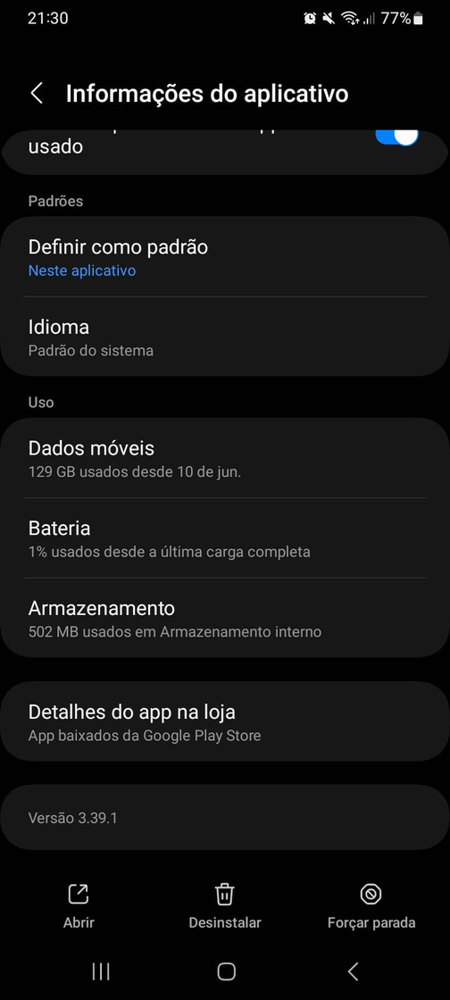 21:30
77%
Informações do aplicativo
usado
Padrões
Definir como padrão
Neste aplicativo
Idioma
Padrão do sistema
Uso
Dados móveis
129 GB usados desde 10 de jun.
Bateria
1% usados desde a última carga completa
Armazenamento
502 MB usados em Armazenamento interno
Detalhes do app na loja
App baixados da Google Play Store
Versão 3.39.1
Abrir
Desinstalar
Forçar parada